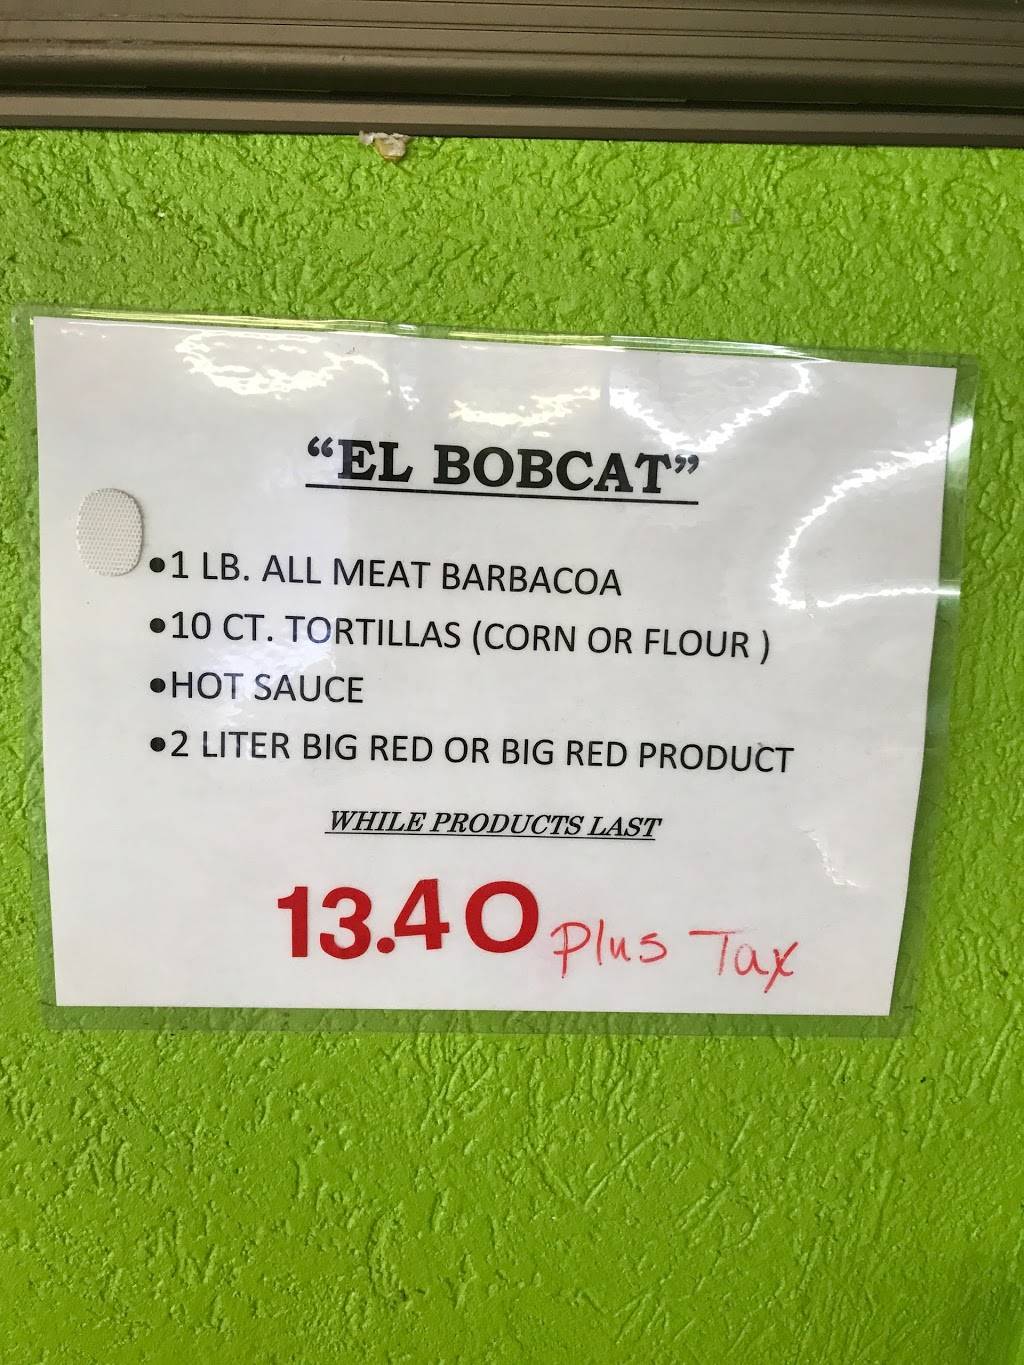 “EL BOBCAT”
•1 LB. ALL MEAT BARBACOA
•10 CT. TORTILLAS (CORN OR FLOUR )
•HOT SAUCE
•2 LITER BIG RED OR BIG RED PRODUCT
WHILE PRODUCTS LAST
13.40 Plus Tax